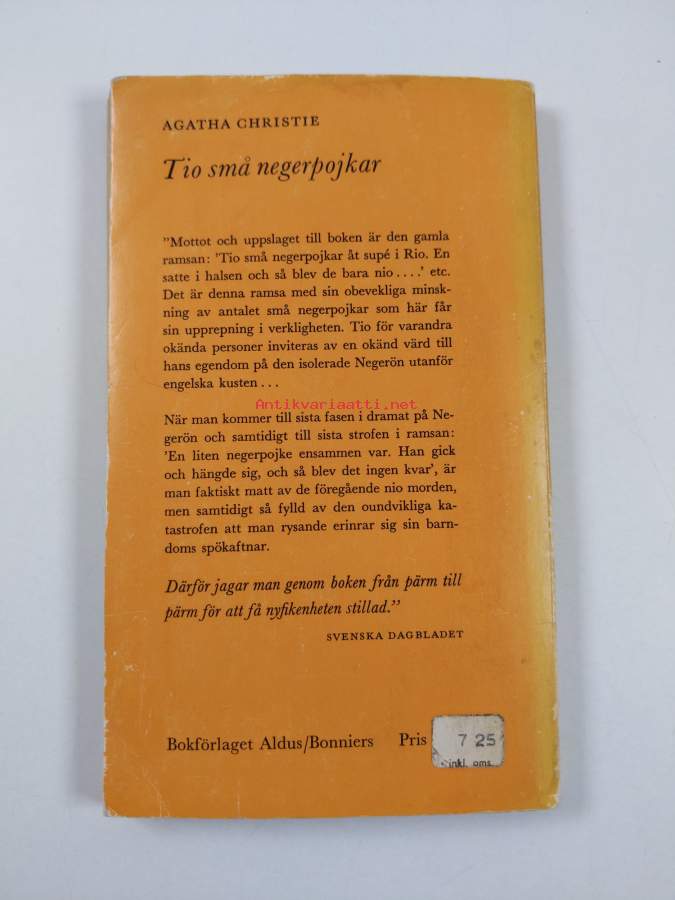 AGATHA CHRISTIE
Tio små negerpojkar
”Mottot och uppslaget till boken är den gamla
ramsan: ’Tio små negerpojkar åt supé i Rio. En
satte i halsen och så blev de bara nio . . . .’ etc.
Det är denna ramsa med sin obevekliga minsk-
ning av antalet små negerpojkar som här får
sin upprepning i verkligheten. Tio för varandra
okända personer inviteras av en okänd värd till
hans egendom på den isolerade Negerön utanför
engelska kusten . . .
Antikvariaatti.net
När man kommer till sista fasen i dramat på Ne-
gerön och samtidigt till sista strofen i ramsan:
’En liten negerpojke ensammen var. Han gick
och hängde sig, och så blev det ingen kvar’, är
man faktiskt matt av de föregående nio morden,
men samtidigt så fylld av den oundvikliga ka-
tastrofen att man rysande erinrar sig sin barn-
doms spökaftnar.
Därför jagar man genom boken från pärm till
pärm för att få nyfikenheten stillad.”
SVENSKA DAGBLADET
Bokförlaget Aldus/Bonniers Pris 7 25
inkl. oms.